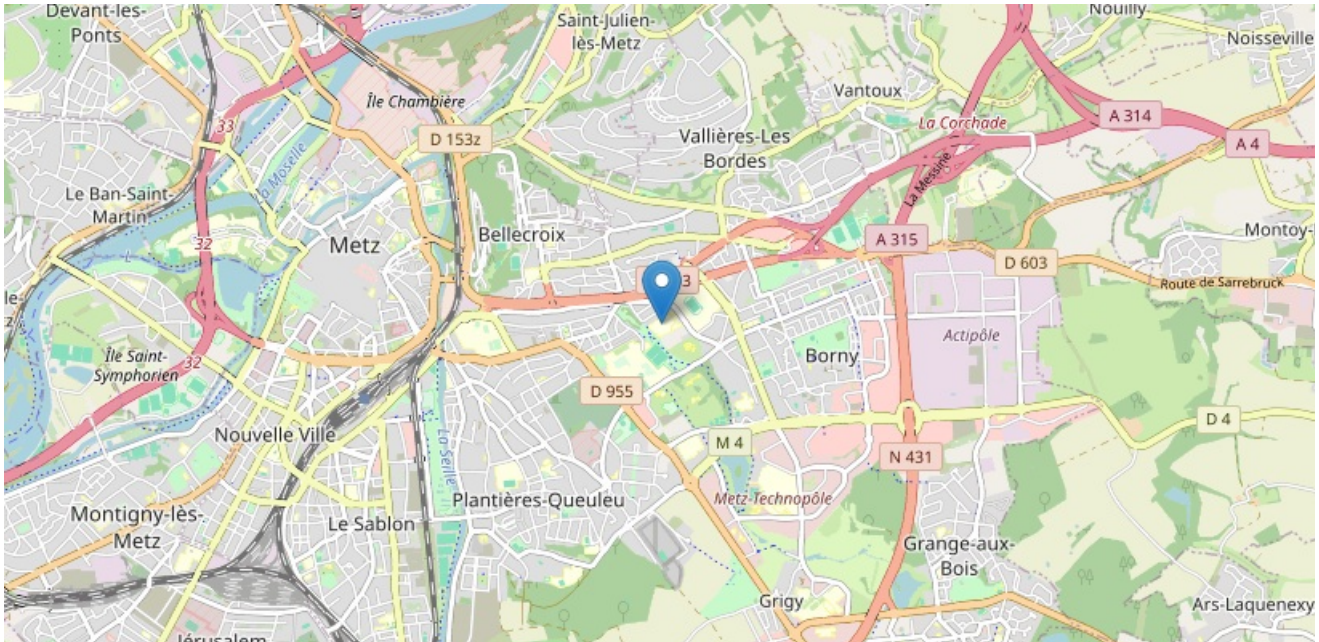 Devant-les-
Ponts
Saint-Julien-
lès-Metz
Nouilly
Noisseville
Île Chambière
Vantoux
A 314
La Corchade
33
D 153z
Vallières-Les
Bordes
A 4
La Moselle
La Messine
Le Ban-Saint-
Martin
32
Metz
Bellecroix
A 315
Montoy-
D 603
le-
3
Route de Sarrebruck
Île Saint-
Symphorien
32
Borny
Actipôle
D 955
Nouvelle Ville
M 4
D 4
La Seille
N 431
Plantières-Queuleu
Metz-Technopôle
Montigny-lès-
Metz
Le Sablon
Grange-aux-
Bois
Grigy
Ars-Laquenexy
Jérusalem